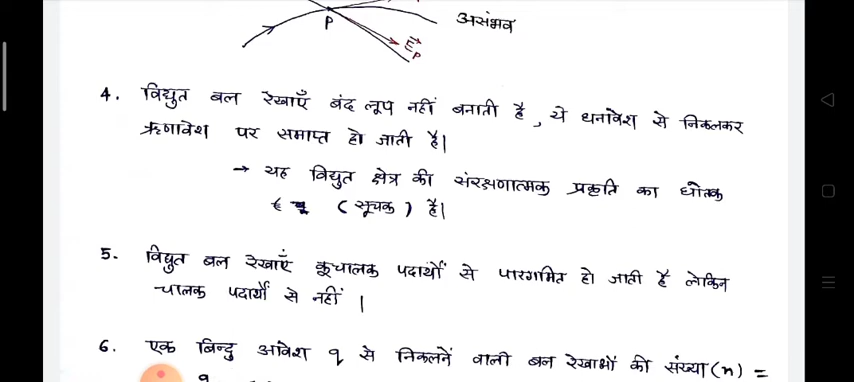 P
असंभव
E⃗p
4. विद्युत बल रेखाएँ बंद लूप नहीं बनाती है, ये धनावेश से निकलकर
ऋणावेश पर समाप्त हो जाती है।
→ यह विद्युत क्षेत्र की संरक्षणात्मक प्रकृति का धोतक
(सूचक) है।
5. विद्युत बल रेखाएँ कूचालक पदार्थों से पारगमित हो जाती है लेकिन
चालक पदार्थों से नहीं।
6. एक बिन्दु आवेश q से निकलनें वाली बन रेखाओं की संख्या (n) =